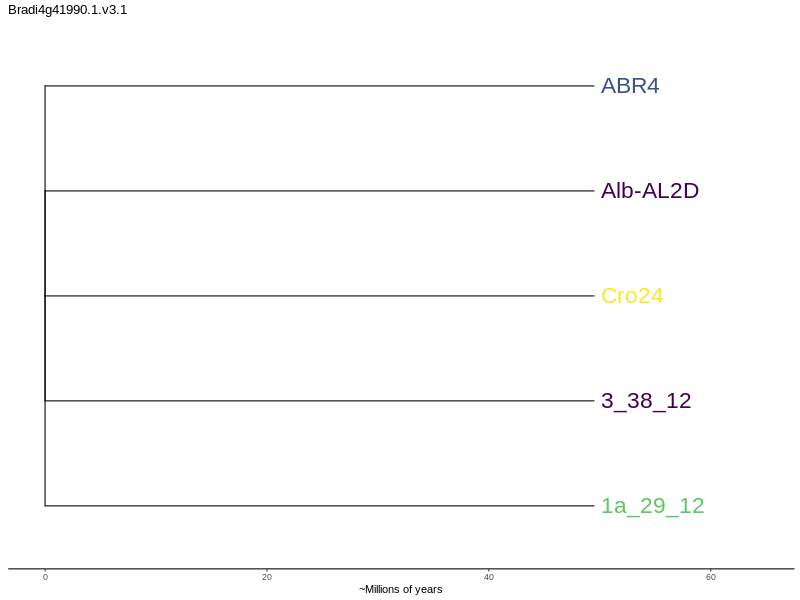 Bradi4g41990.1.v3.1
ABR4
Alb-AL2D
Cro24
3_38_12
1a_29_12
0 20 40 60
~Millions of years